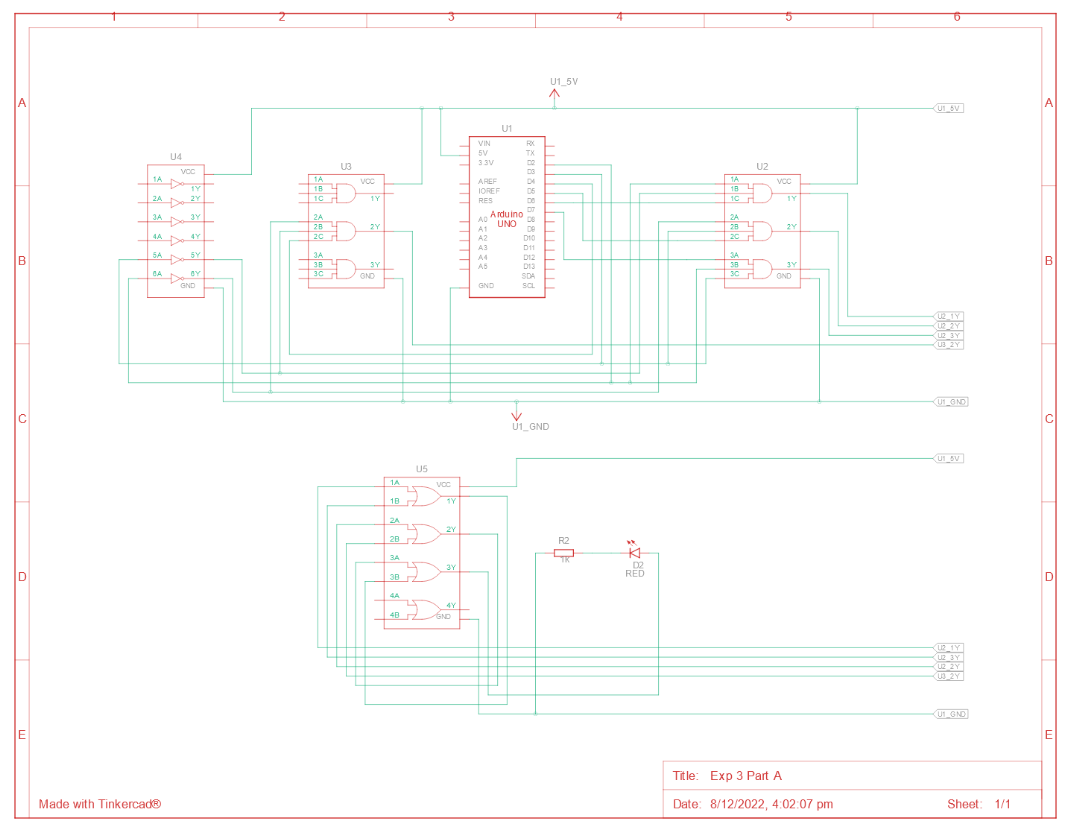 1 2 3 4 5 6
A A
B B
C C
D D
E E
U1_5V
U1_5V
U4
VCC
1A 1Y
2A 2Y
3A 3Y
4A 4Y
5A 5Y
6A 6Y
GND
U3
1A VCC
1B
1C 1Y
2A
2B 2Y
2C
3A
3B 3Y
3C GND
U1
VIN RX
5V TX
3.3V D2
D3
AREF D4
IOREF D5
RES D6
D7
A0 D8
A1 D9
A2 D10
A3 D11
A4 D12
A5 D13
SDA
GND SCL
Arduino
UNO
U2
1A VCC
1B
1C 1Y
2A
2B 2Y
2C
3A
3B 3Y
3C GND
U2_1Y
U2_2Y
U2_3Y
U3_2Y
U1_GND
U1_GND
U1_5V
U5
1A VCC
1B 1Y
2A 2Y
2B
3A 3Y
3B
4A 4Y
4B GND
R2
1K
D2
RED
U2_1Y
U2_3Y
U2_2Y
U3_2Y
U1_GND
Title: Exp 3 Part A
Made with Tinkercad®
Date: 8/12/2022, 4:02:07 pm Sheet: 1/1